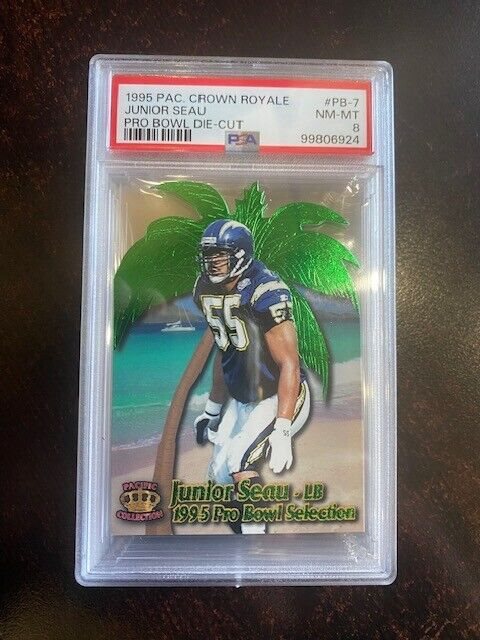 1995 PAC. CROWN ROYALE #PB-7
JUNIOR SEAU NM-MT
PRO BOWL DIE-CUT 8
PSA 99806924
55
55
PACIFIC
COLLECTION
Junior Seau - LB
1995 Pro Bowl Selection